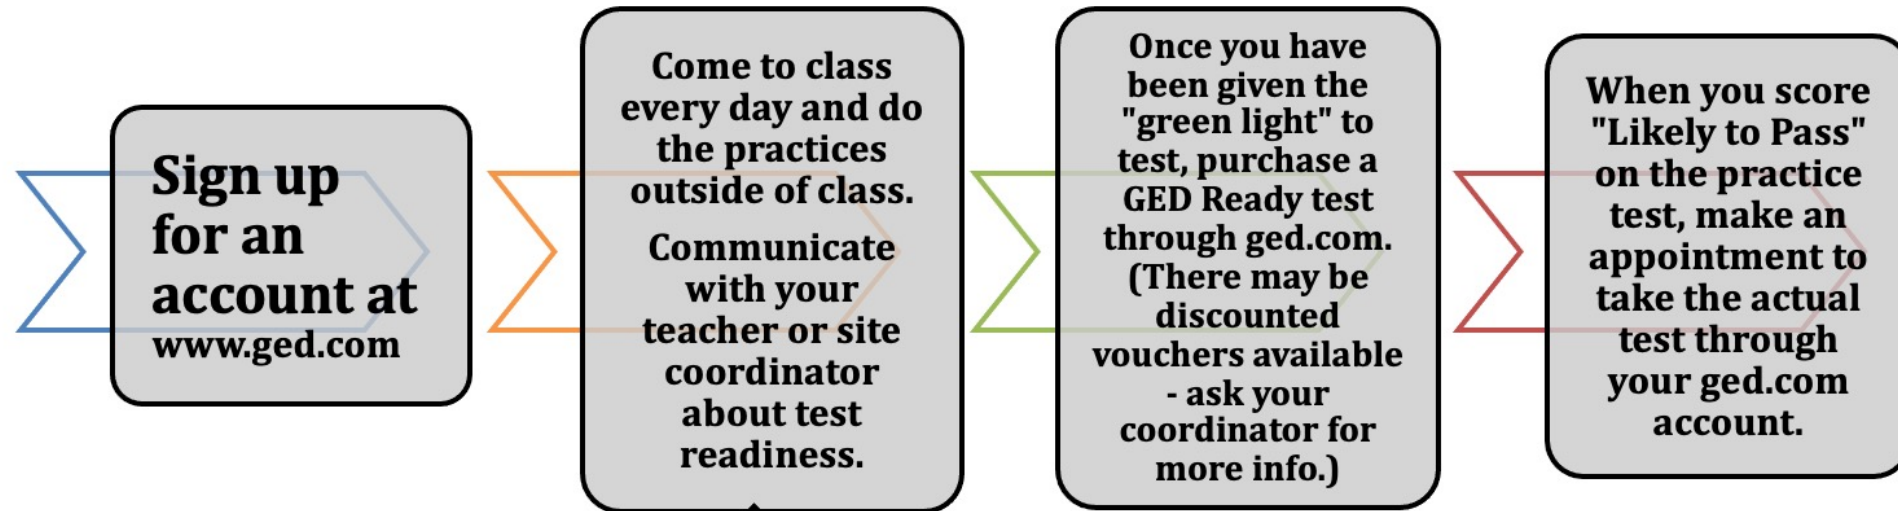 Sign up
for an
account at
www.ged.com
Come to class
every day and do
the practices
outside of class.
Communicate
with your
teacher or site
coordinator
about test
readiness.
Once you have
been given the
"green light" to
test, purchase a
GED Ready test
through ged.com.
(There may be
discounted
vouchers available
- ask your
coordinator for
more info.)
When you score
"Likely to Pass"
on the practice
test, make an
appointment to
take the actual
test through
your ged.com
account.